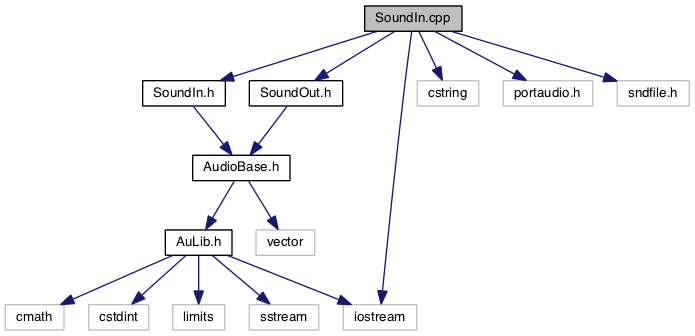 SoundIn.cpp
SoundIn.h
SoundOut.h
cstring
portaudio.h
sndfile.h
AudioBase.h
AuLib.h
vector
cmath
cstdint
limits
sstream
iostream